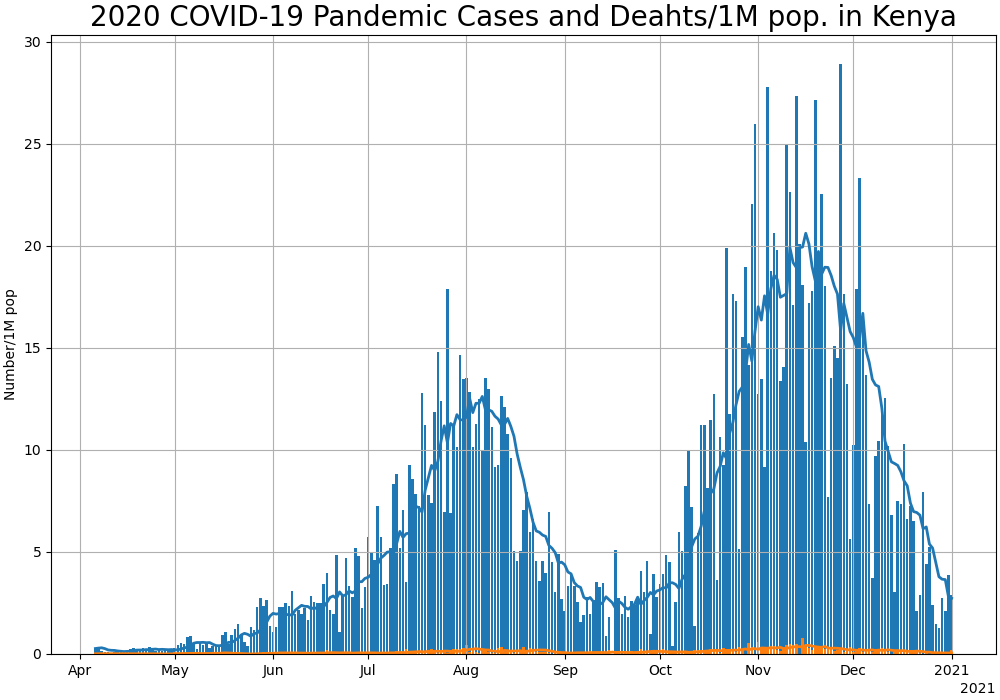 2020 COVID-19 Pandemic Cases and Deahts/1M pop. in Kenya
30
25
20
15
10
5
0
Number/1M pop
Apr May Jun Jul Aug Sep Oct Nov Dec 2021
2021